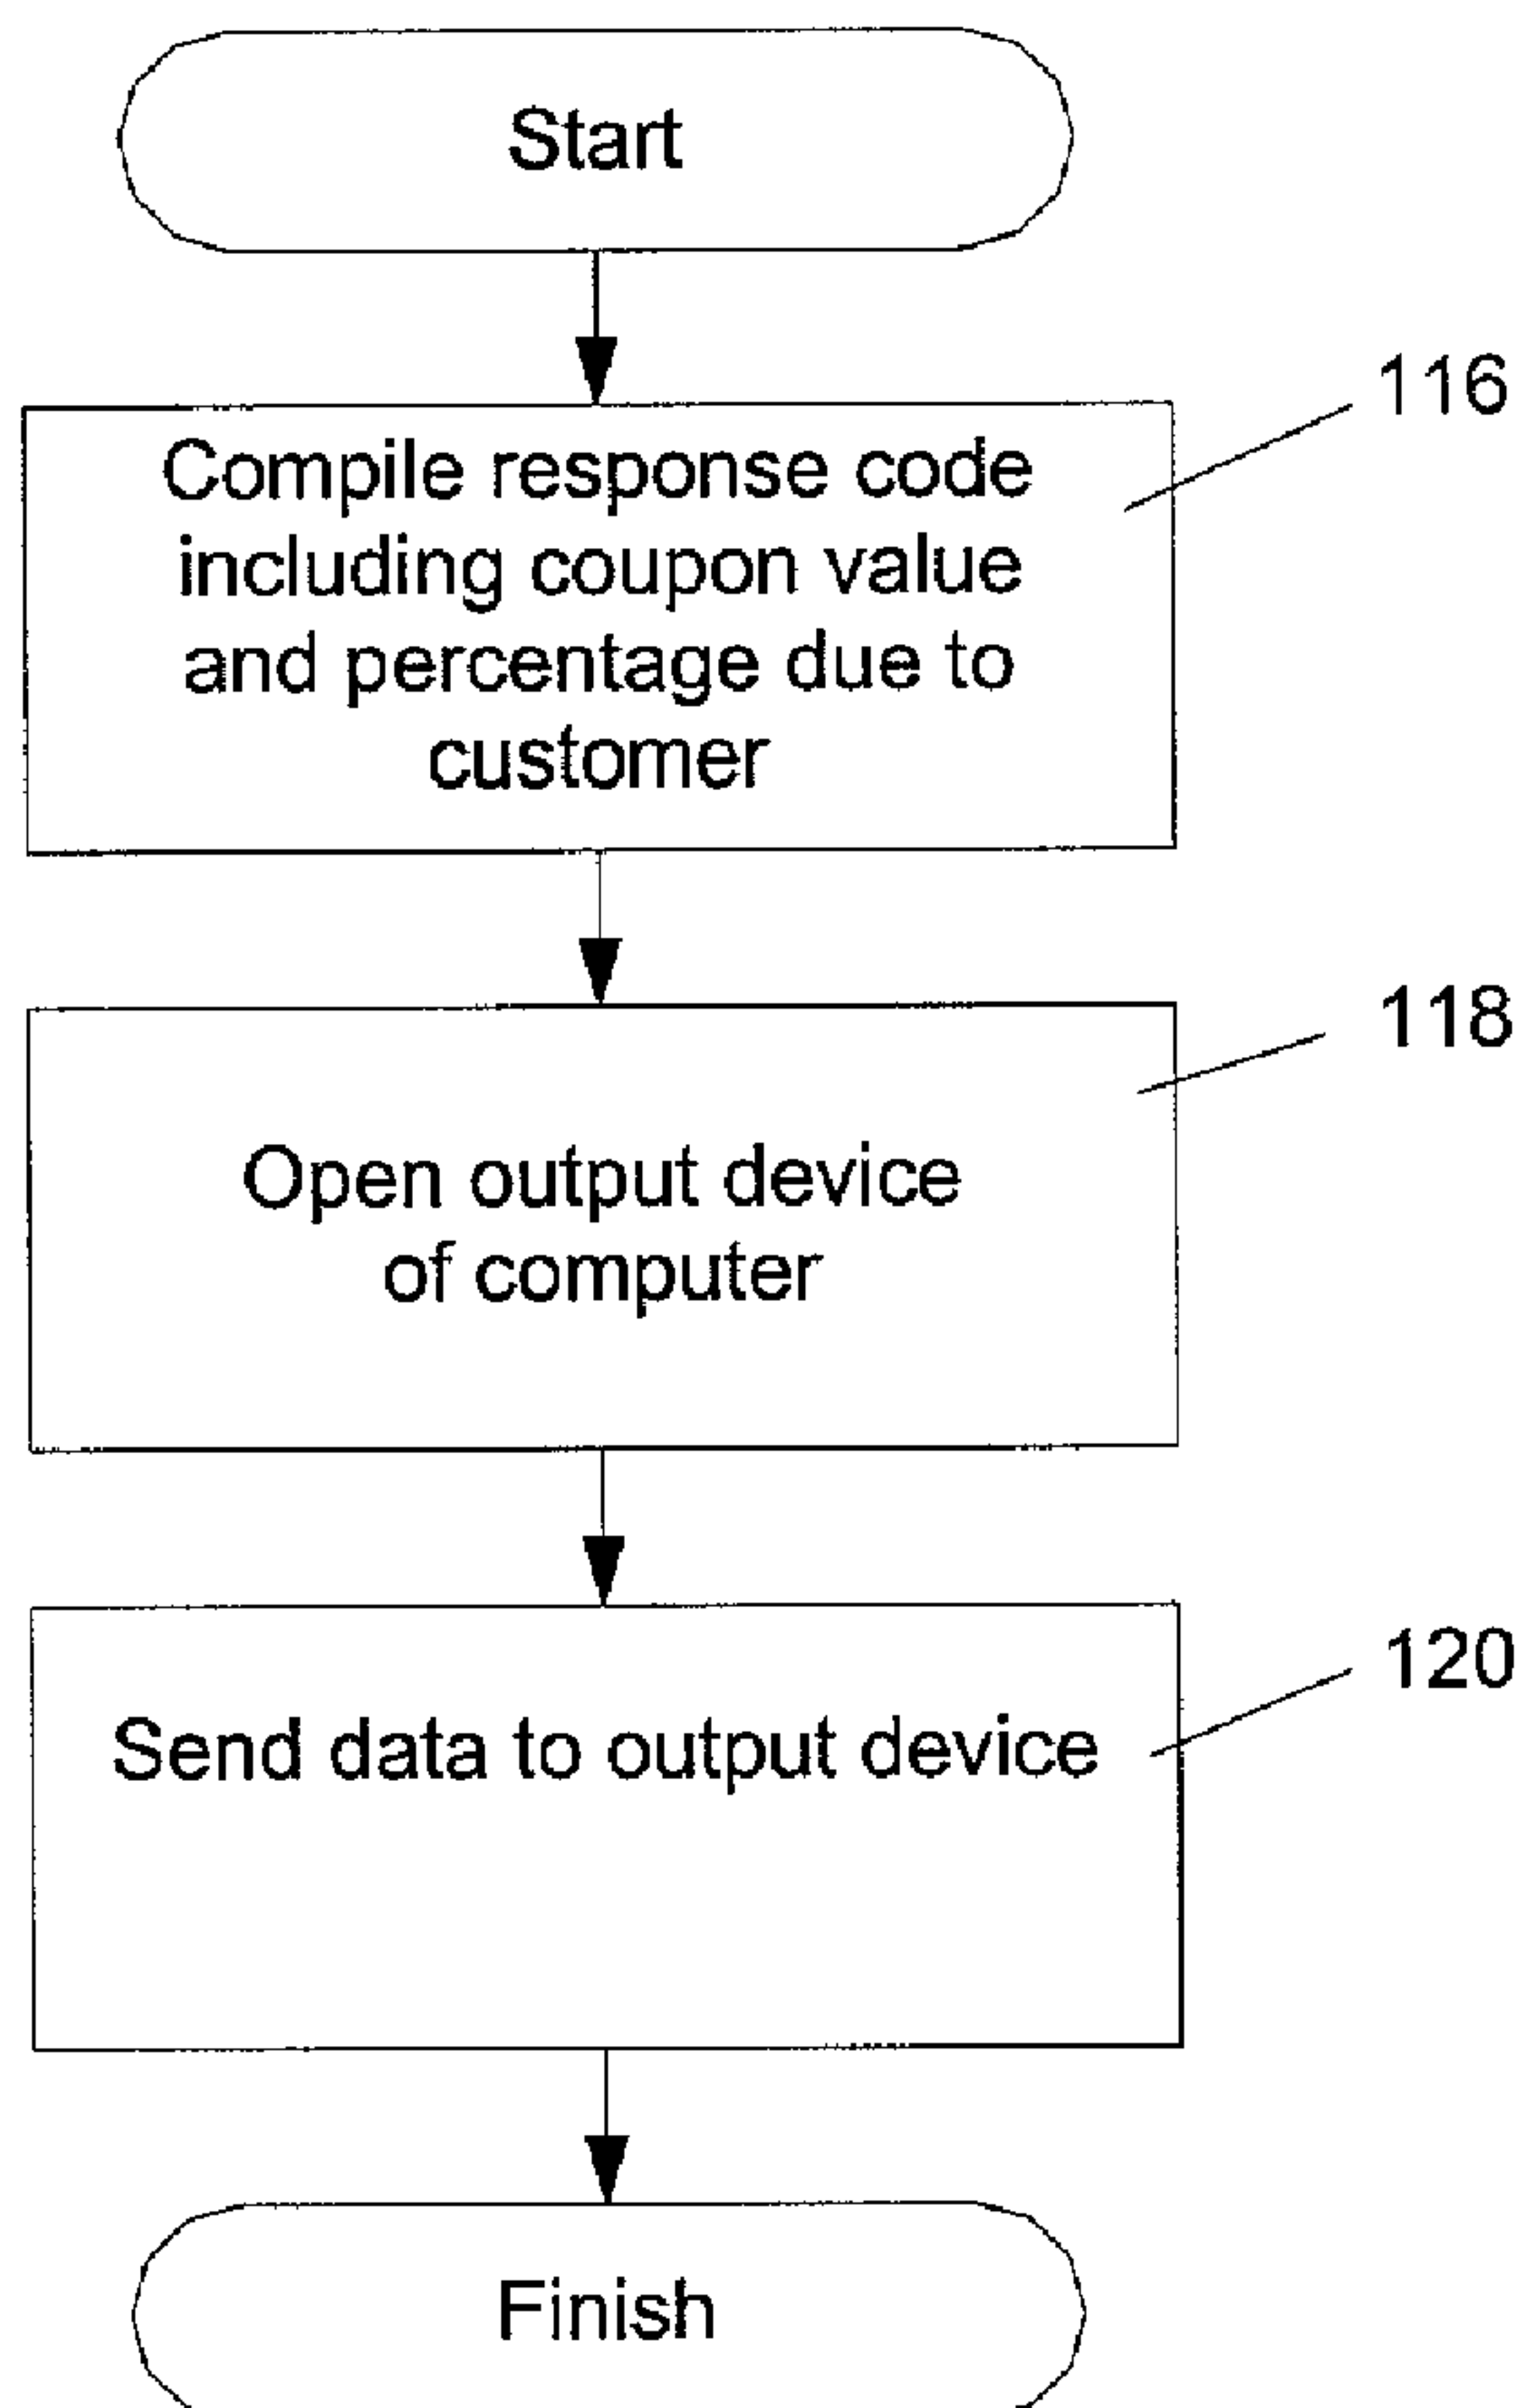 Start
116
Compile response code
including coupon value
and percentage due to
customer
118
Open output device
of computer
120
Send data to output device
Finish